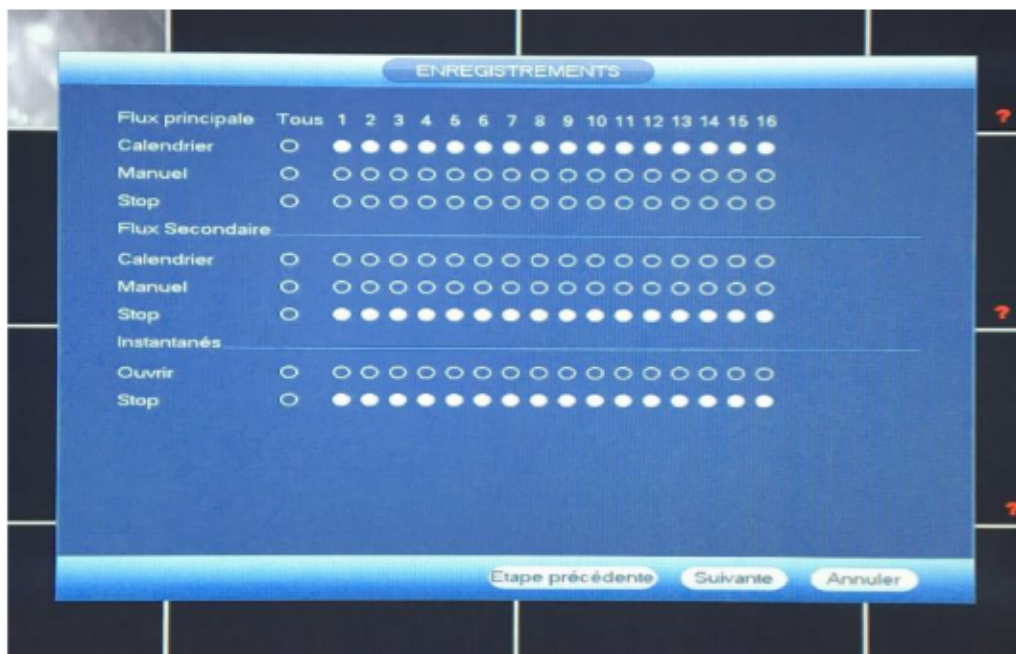 ENREGISTREMENTS
Flux principale Tous 1 2 3 4 5 6 7 8 9 10 11 12 13 14 15 16
Calendrier
Manuel
Stop
Flux Secondaire
Calendrier
Manuel
Stop
Instantanés
Ouvrir
Stop
Etape précédente Suivante Annuler
?
?
?